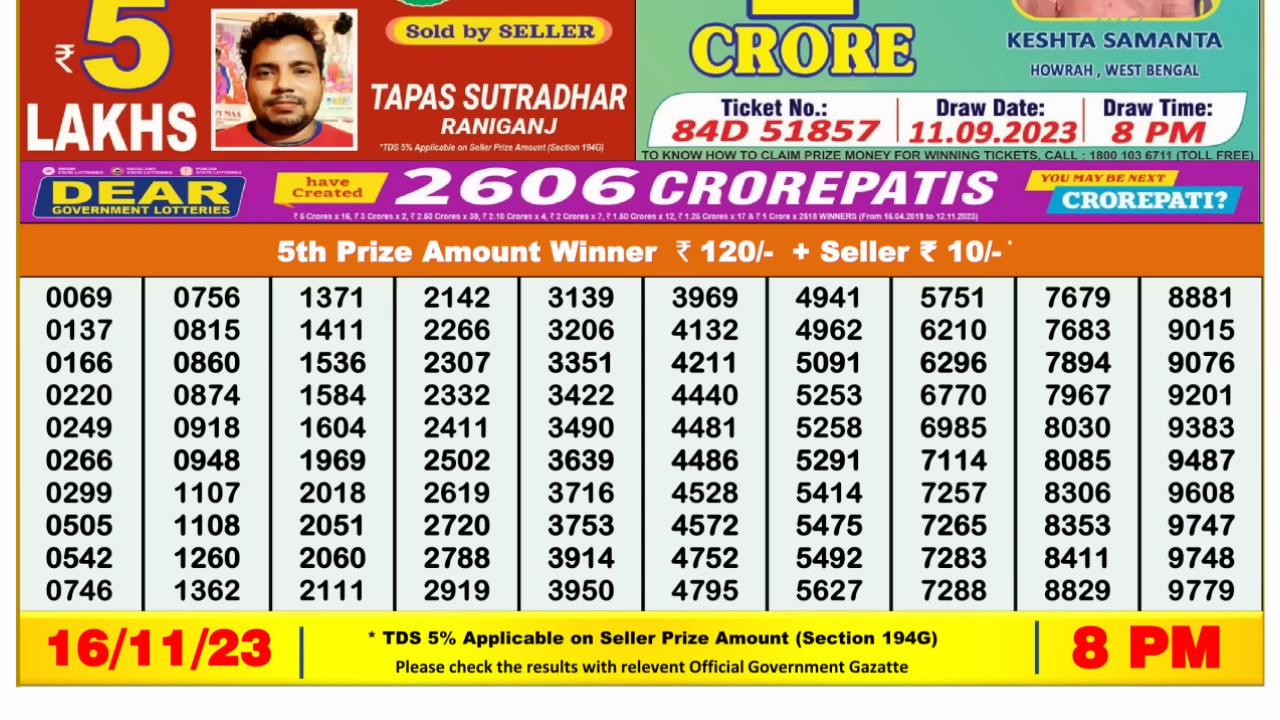 ₹ 5
LAKHS
Sold by SELLER
TAPAS SUTRADHAR
RANIGANJ
*TDS 5% Applicable on Seller Prize Amount (Section 194G)
CRORE
KESHTA SAMANTA
HOWRAH , WEST BENGAL
Ticket No.: Draw Date: Draw Time:
84D 51857 11.09.2023 8 PM
TO KNOW HOW TO CLAIM PRIZE MONEY FOR WINNING TICKETS, CALL : 1800 103 6711 (TOLL FREE)
DEAR
GOVERNMENT LOTTERIES
have
Created
2606 CROREPATIS
₹ 5 Crores x 16, ₹ 3 Crores x 2, ₹ 2.50 Crores x 30, ₹ 2.10 Crores x 4, ₹ 2 Crores x 7, ₹ 1.50 Crores x 12, ₹ 1.25 Crores x 17 & ₹ 1 Crore x 2518 WINNERS (From 16.04.2019 to 12.11.2023)
YOU MAY BE NEXT
CROREPATI?
5th Prize Amount Winner ₹ 120/- + Seller ₹ 10/- *
0069 0756 1371 2142 3139 3969 4941 5751 7679 8881
0137 0815 1411 2266 3206 4132 4962 6210 7683 9015
0166 0860 1536 2307 3351 4211 5091 6296 7894 9076
0220 0874 1584 2332 3422 4440 5253 6770 7967 9201
0249 0918 1604 2411 3490 4481 5258 6985 8030 9383
0266 0948 1969 2502 3639 4486 5291 7114 8085 9487
0299 1107 2018 2619 3716 4528 5414 7257 8306 9608
0505 1108 2051 2720 3753 4572 5475 7265 8353 9747
0542 1260 2060 2788 3914 4752 5492 7283 8411 9748
0746 1362 2111 2919 3950 4795 5627 7288 8829 9779
16/11/23
* TDS 5% Applicable on Seller Prize Amount (Section 194G)
Please check the results with relevent Official Government Gazatte
8 PM